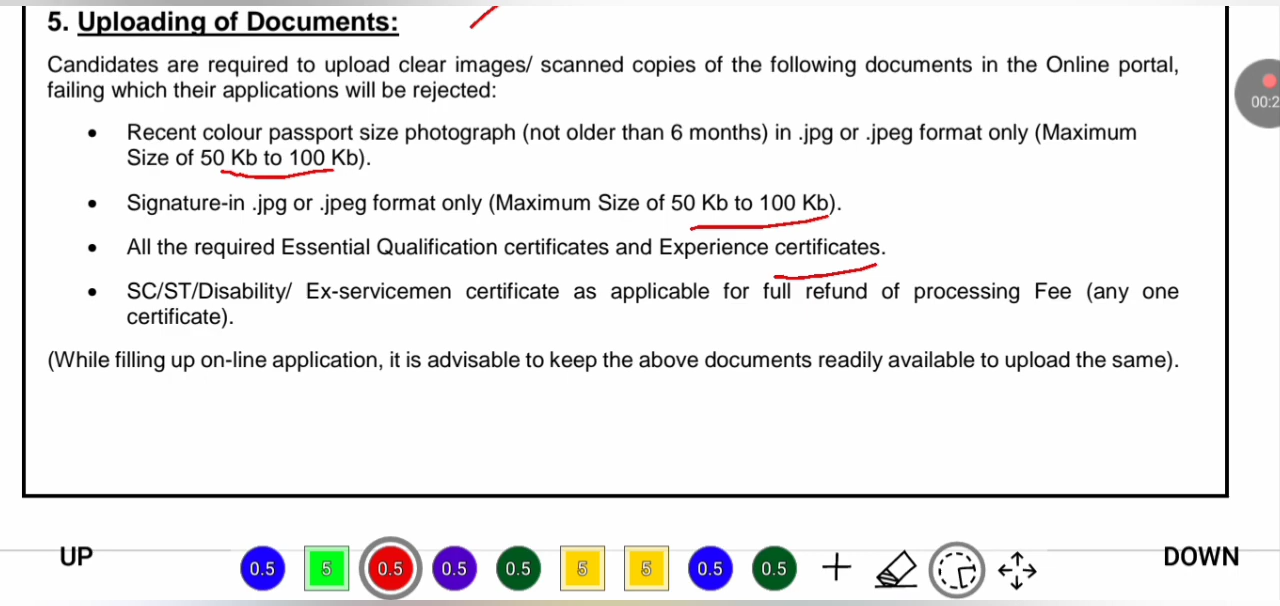 5. Uploading of Documents:
Candidates are required to upload clear images/ scanned copies of the following documents in the Online portal,
failing which their applications will be rejected:
• Recent colour passport size photograph (not older than 6 months) in .jpg or .jpeg format only (Maximum
Size of 50 Kb to 100 Kb).
• Signature-in .jpg or .jpeg format only (Maximum Size of 50 Kb to 100 Kb).
• All the required Essential Qualification certificates and Experience certificates.
• SC/ST/Disability/ Ex-servicemen certificate as applicable for full refund of processing Fee (any one
certificate).
(While filling up on-line application, it is advisable to keep the above documents readily available to upload the same).
00:2
UP 0.5 5 0.5 0.5 0.5 5 5 0.5 0.5 DOWN